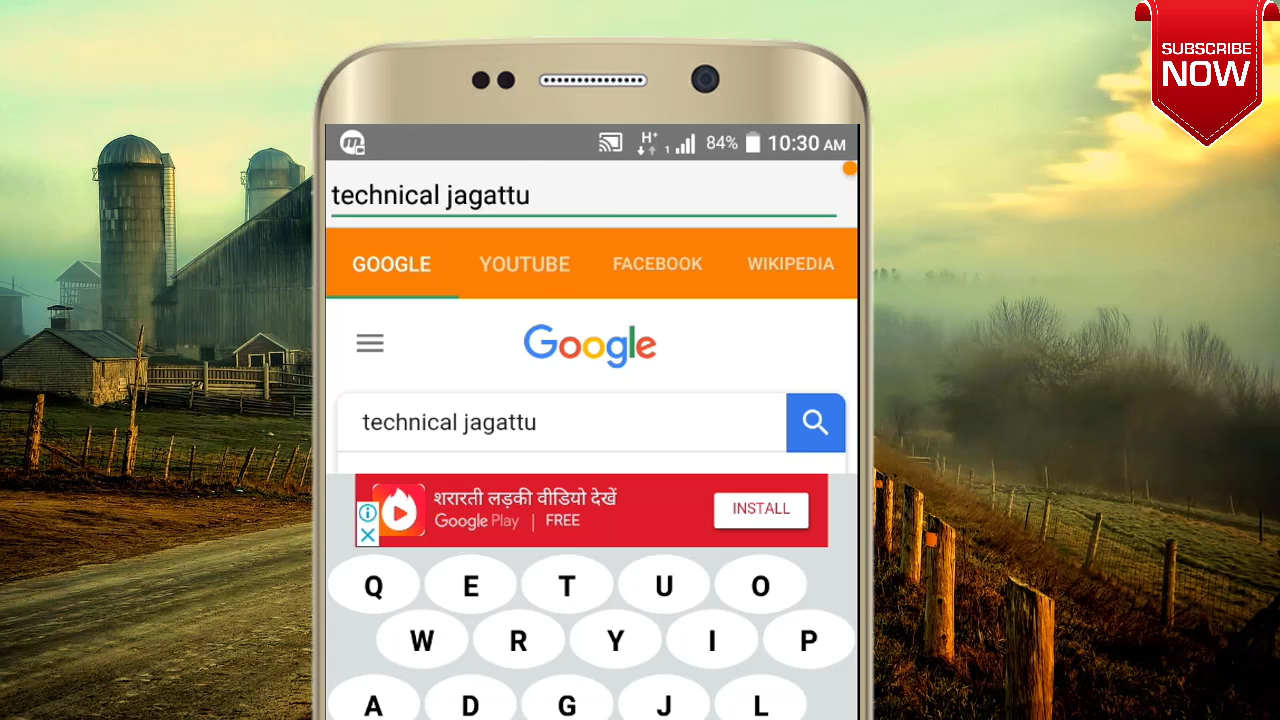 SUBSCRIBE
NOW
H+
1
84%
10:30 AM
technical jagattu
GOOGLE YOUTUBE FACEBOOK WIKIPEDIA
Google
technical jagattu
शरारती लड़की वीडियो देखें
Google Play | FREE
INSTALL
Q E T U O
W R Y I P
A D G J L